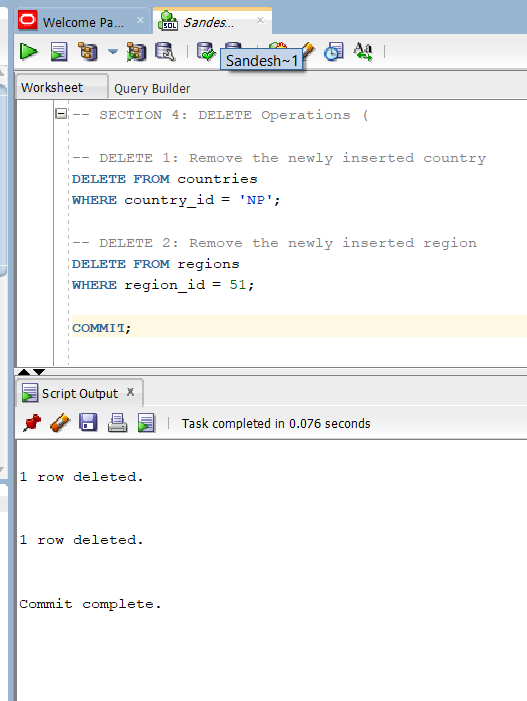 Welcome Pa...
SQL
Sandes...
Sandesh~1
Aa
Worksheet
Query Builder
-- SECTION 4: DELETE Operations (
-- DELETE 1: Remove the newly inserted country
DELETE FROM countries
WHERE country_id = 'NP';
-- DELETE 2: Remove the newly inserted region
DELETE FROM regions
WHERE region_id = 51;
COMMIT;
Script Output
Task completed in 0.076 seconds
1 row deleted.
1 row deleted.
Commit complete.